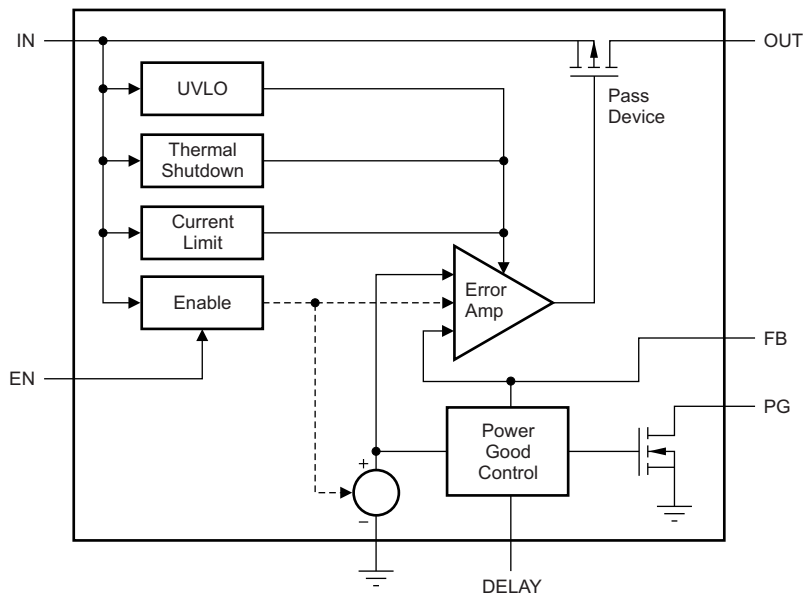 IN
OUT
UVLO
Pass
Device
Thermal
Shutdown
Current
Limit
Enable
Error
Amp
FB
EN
PG
Power
Good
Control
+
−
DELAY